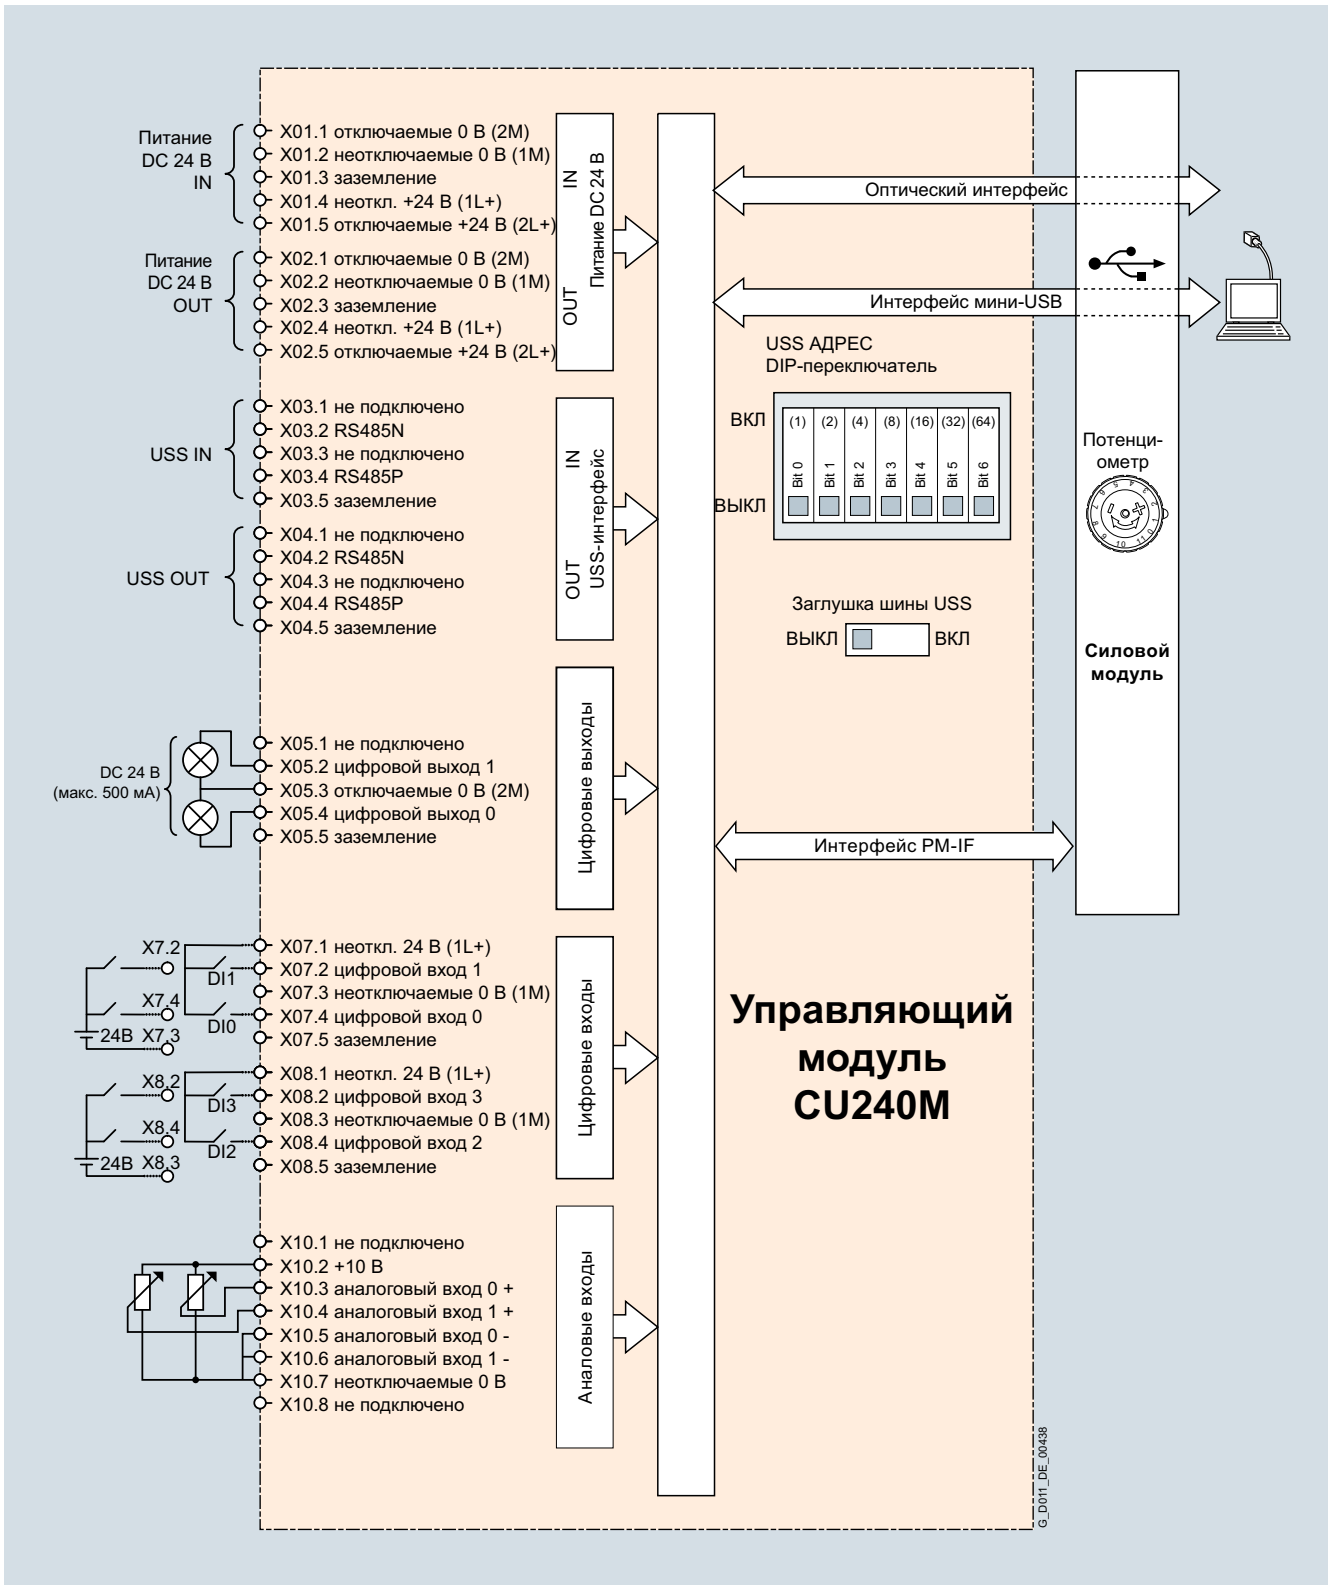 Питание
DC 24 В
IN
X01.1 отключаемые 0 В (2M)
X01.2 неотключаемые 0 В (1M)
X01.3 заземление
X01.4 неоткл. +24 В (1L+)
X01.5 отключаемые +24 В (2L+)
Питание
DC 24 В
OUT
X02.1 отключаемые 0 В (2M)
X02.2 неотключаемые 0 В (1M)
X02.3 заземление
X02.4 неоткл. +24 В (1L+)
X02.5 отключаемые +24 В (2L+)
IN
OUT
Питание DC 24 В
USS IN
X03.1 не подключено
X03.2 RS485N
X03.3 не подключено
X03.4 RS485P
X03.5 заземление
USS OUT
X04.1 не подключено
X04.2 RS485N
X04.3 не подключено
X04.4 RS485P
X04.5 заземление
IN
OUT
USS-интерфейс
DC 24 В
(макс. 500 мА)
X05.1 не подключено
X05.2 цифровой выход 1
X05.3 отключаемые 0 В (2M)
X05.4 цифровой выход 0
X05.5 заземление
Цифровые выходы
X7.2
X7.4
24В X7.3
DI1
DI0
X07.1 неоткл. 24 В (1L+)
X07.2 цифровой вход 1
X07.3 неотключаемые 0 В (1M)
X07.4 цифровой вход 0
X07.5 заземление
X8.2
X8.4
24В X8.3
DI3
DI2
X08.1 неоткл. 24 В (1L+)
X08.2 цифровой вход 3
X08.3 неотключаемые 0 В (1M)
X08.4 цифровой вход 2
X08.5 заземление
Цифровые входы
X10.1 не подключено
X10.2 +10 В
X10.3 аналоговый вход 0 +
X10.4 аналоговый вход 1 +
X10.5 аналоговый вход 0 -
X10.6 аналоговый вход 1 -
X10.7 неотключаемые 0 В
X10.8 не подключено
Аналовые входы
Оптического интерфейс
Интерфейс мини-USB
USS АДРЕС
DIP-переключатель
ВКЛ
(1) (2) (4) (8) (16) (32) (64)
Bit 0 Bit 1 Bit 2 Bit 3 Bit 4 Bit 5 Bit 6
ВЫКЛ
Заглушка шины USS
ВЫКЛ ВКЛ
Интерфейс PM-IF
Потенци-
ометр
0 1 2 3 4 5 6 7 8 9 10 11
Силовой
модуль
Управляющий
модуль
CU240M
G_D011_DE_00438